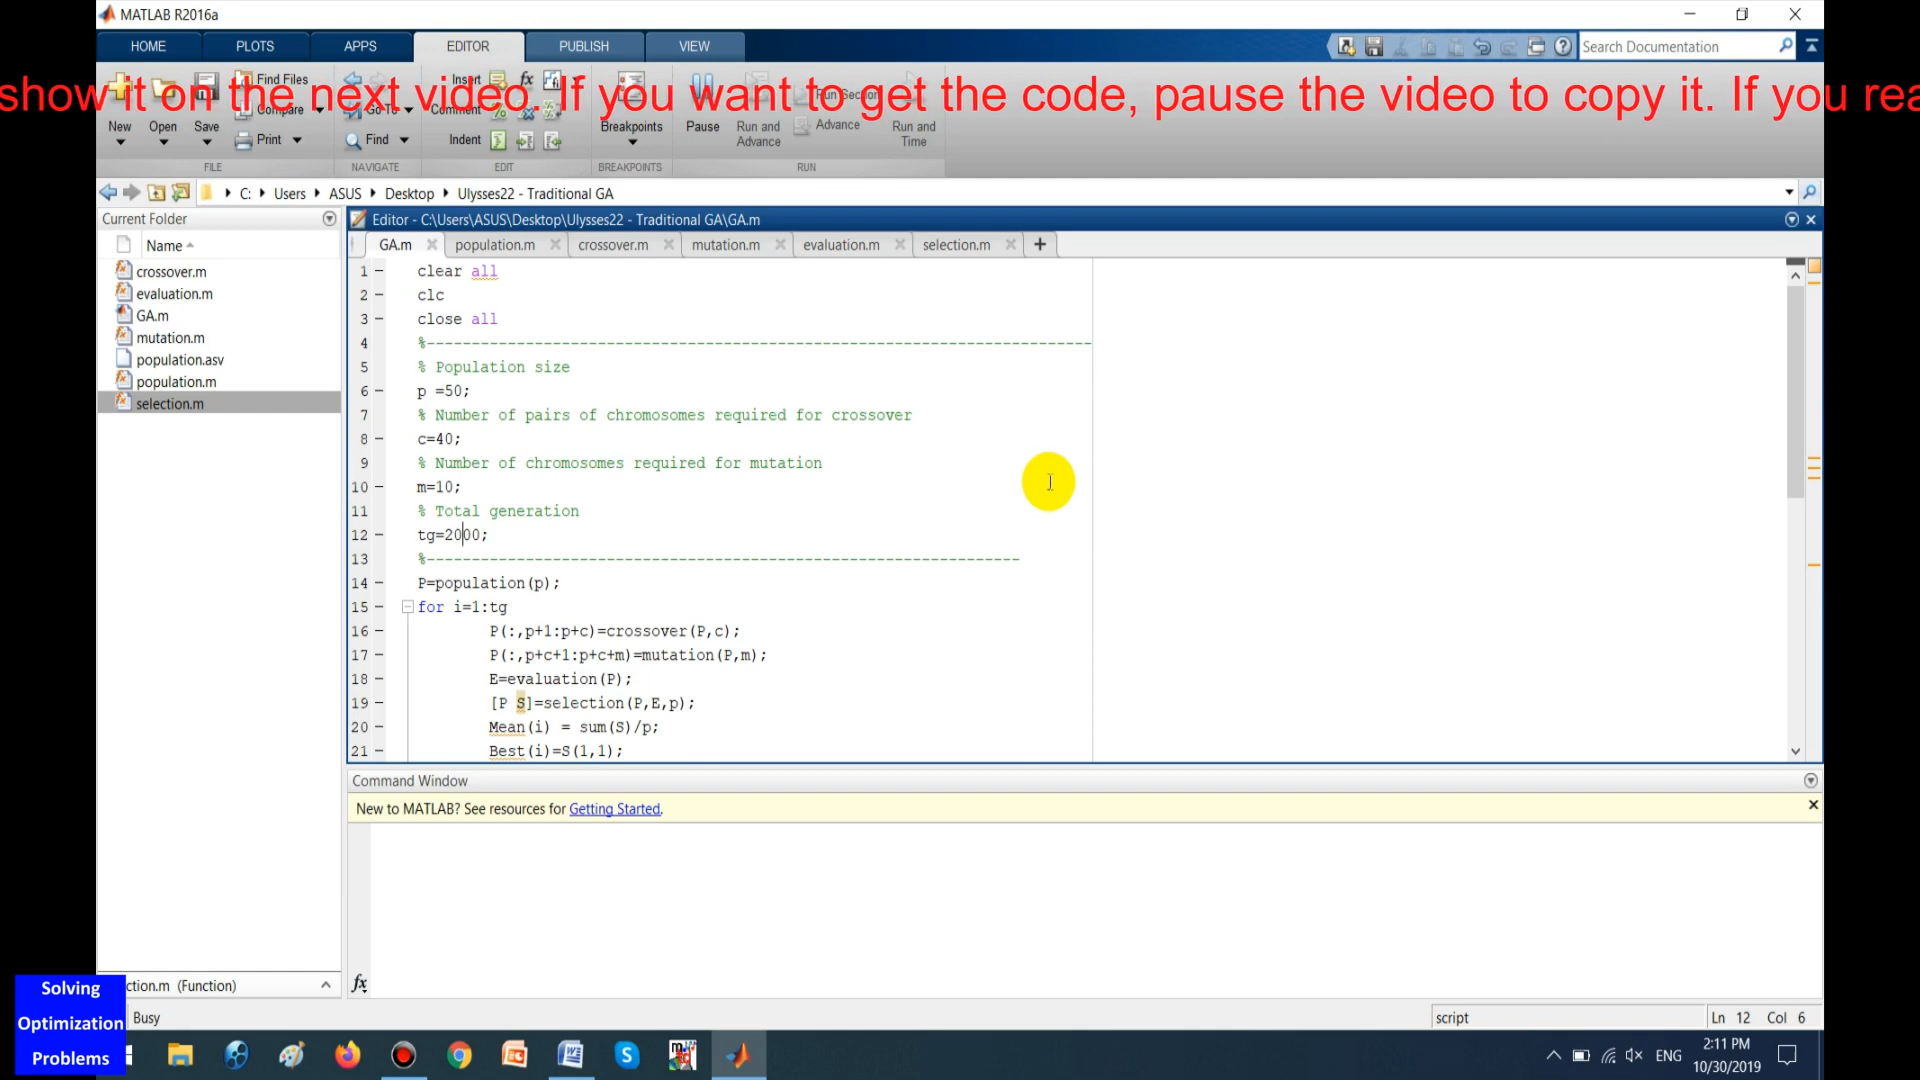 MATLAB R2016a
HOME PLOTS APPS EDITOR PUBLISH VIEW
Search Documentation
show it on the next video. If you want to get the code, pause the video to copy it. If you rea
Find Files
Compare
Print
New Open Save
FILE
Go To
Find
NAVIGATE
Insert
Comment
Indent
EDIT
Breakpoints
BREAKPOINTS
Pause
Run and Advance
Run Section
Advance
Run and Time
RUN
C: Users ASUS Desktop Ulysses22 - Traditional GA
Current Folder
Name
crossover.m
evaluation.m
GA.m
mutation.m
population.asv
population.m
selection.m
ction.m (Function)
Editor - C:\Users\ASUS\Desktop\Ulysses22 - Traditional GA\GA.m
GA.m population.m crossover.m mutation.m evaluation.m selection.m
1 clear all
2 clc
3 close all
4 %--------------------------------------------------------------------------
5 % Population size
6 p =50;
7 % Number of pairs of chromosomes required for crossover
8 c=40;
9 % Number of chromosomes required for mutation
10 m=10;
11 % Total generation
12 tg=2000;
13 %------------------------------------------------------------------
14 P=population(p);
15 for i=1:tg
16 P(:,p+1:p+c)=crossover(P,c);
17 P(:,p+c+1:p+c+m)=mutation(P,m);
18 E=evaluation(P);
19 [P S]=selection(P,E,p);
20 Mean(i) = sum(S)/p;
21 Best(i)=S(1,1);
Command Window
New to MATLAB? See resources for Getting Started.
fx
Solving
Optimization
Problems
Busy
script
Ln 12 Col 6
ENG
2:11 PM
10/30/2019